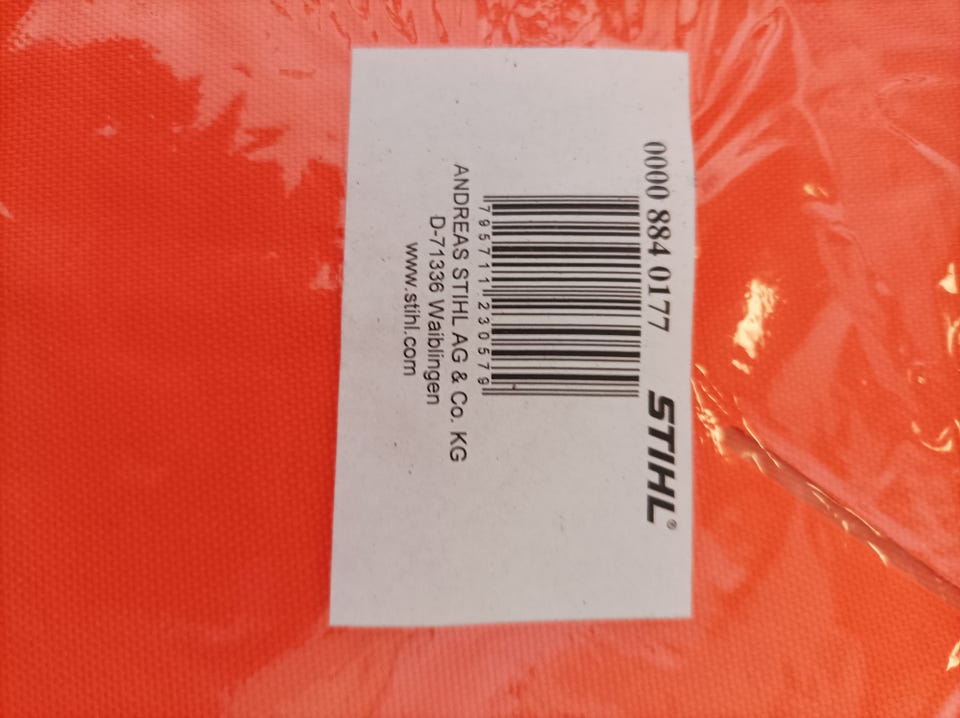 0000 884 0177 STIHL®
7 95711 23057 9
ANDREAS STIHL AG & Co. KG
D-71336 Waiblingen
www.stihl.com